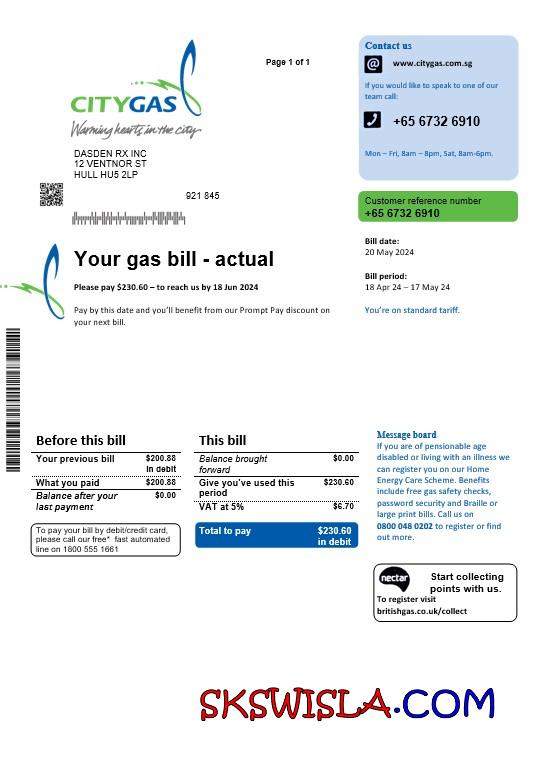 Page 1 of 1
CITYGAS
Warming hearts in the city
DASDEN RX INC
12 VENTNOR ST
HULL HU5 2LP
921 845
Contact us
@ www.citygas.com.sg
If you would like to speak to one of our
team call:
+65 6732 6910
Mon – Fri, 8am – 8pm, Sat, 8am-6pm.
Customer reference number
+65 6732 6910
Bill date:
20 May 2024
Bill period:
18 Apr 24 – 17 May 24
You're on standard tariff.
Your gas bill - actual
Please pay $230.60 – to reach us by 18 Jun 2024
Pay by this date and you'll benefit from our Prompt Pay discount on
your next bill.
Before this bill
Your previous bill $200.88
in debit
What you paid $200.88
Balance after your $0.00
last payment
To pay your bill by debit/credit card,
please call our free* fast automated
line on 1800 555 1661
This bill
Balance brought $0.00
forward
Give you've used this $230.60
period
VAT at 5% $6.70
Total to pay $230.60
in debit
Message board
If you are of pensionable age
disabled or living with an illness we
can register you on our Home
Energy Care Scheme. Benefits
include free gas safety checks,
password security and Braille or
large print bills. Call us on
0800 048 0202 to register or find
out more.
nectar
Start collecting
points with us.
To register visit
britishgas.co.uk/collect
SKSWISLA.COM